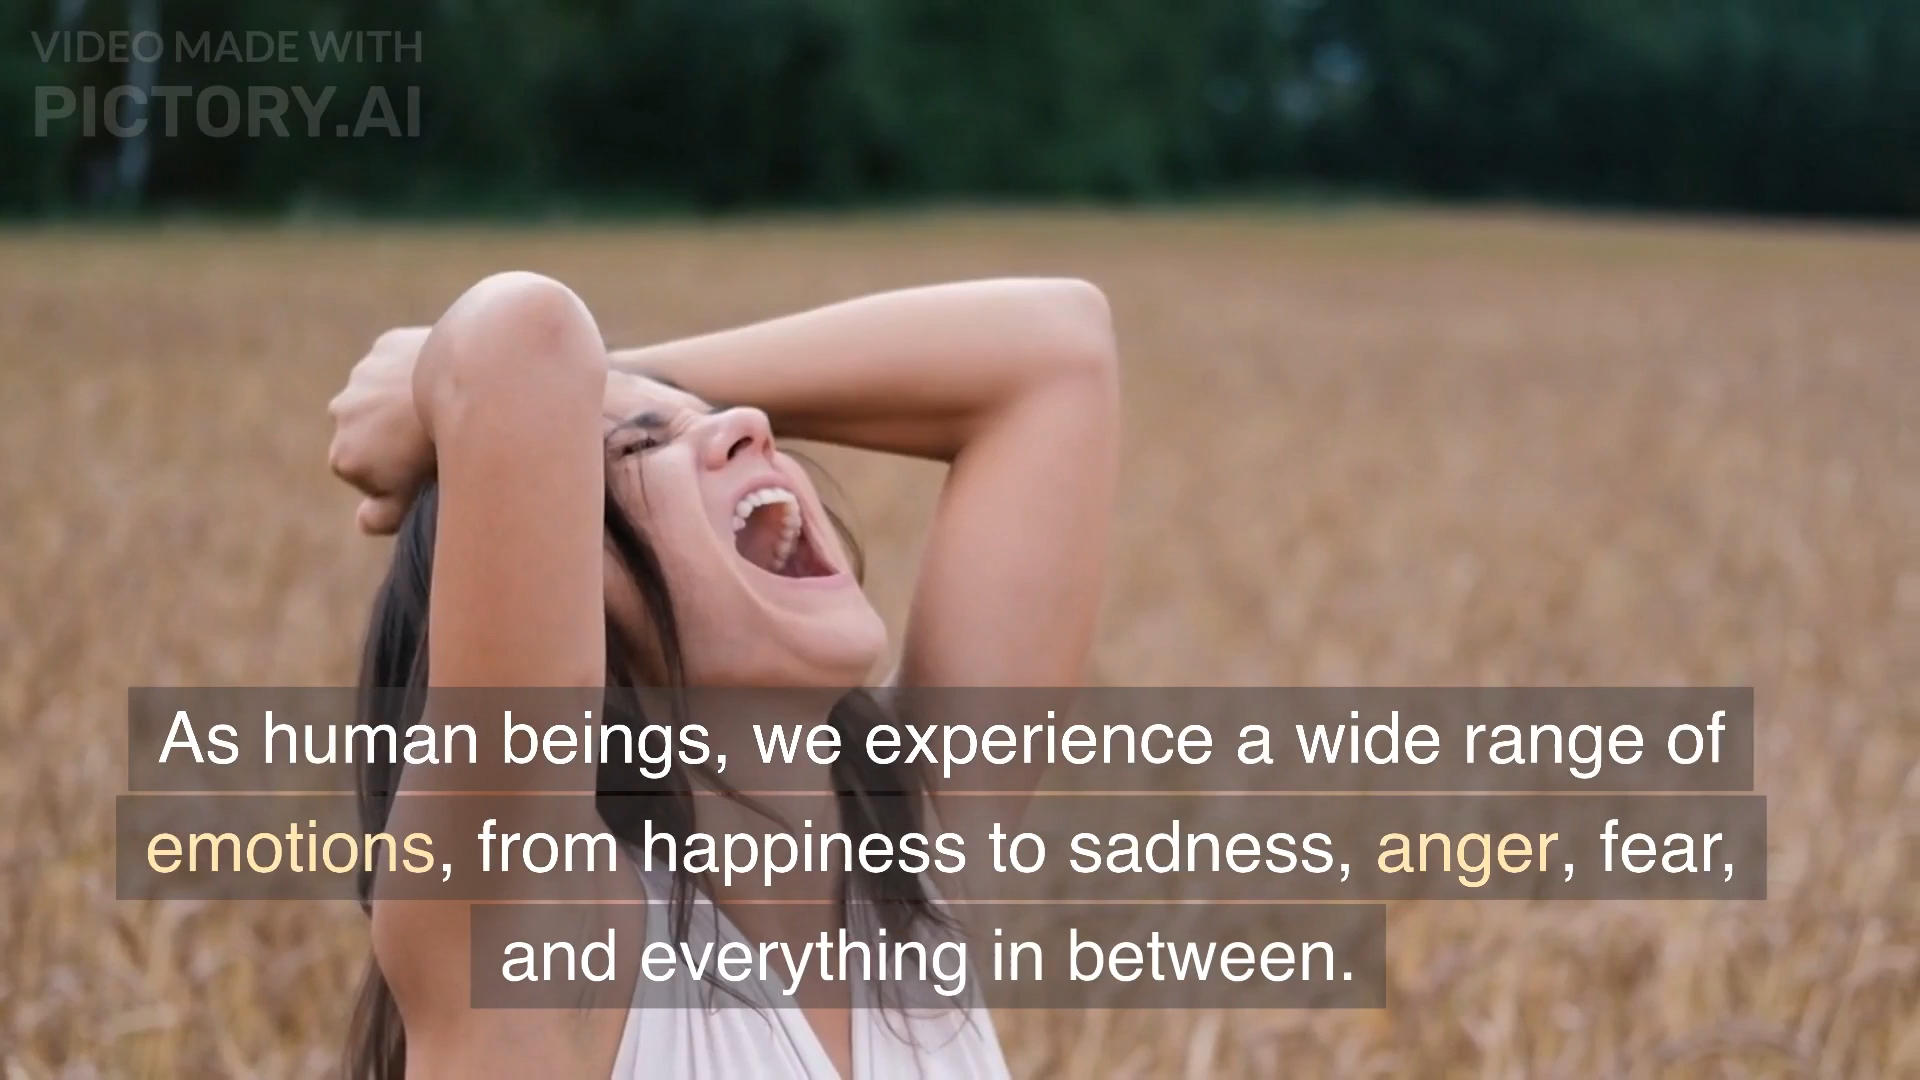 VIDEO MADE WITH
PICTORY.AI
As human beings, we experience a wide range of
emotions, from happiness to sadness, anger, fear,
and everything in between.